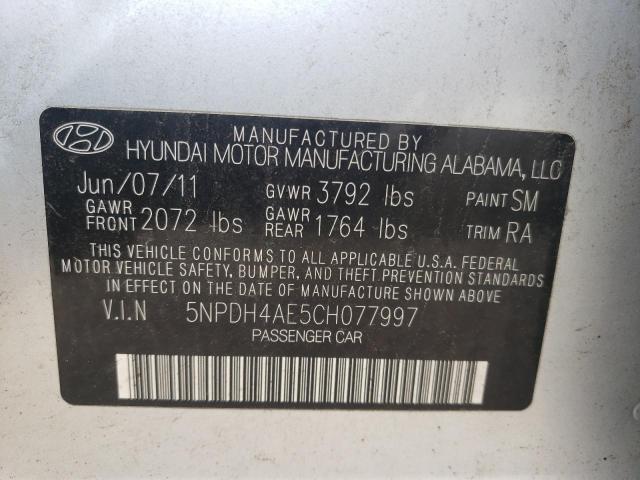 MANUFACTURED BY
HYUNDAI MOTOR MANUFACTURING ALABAMA, LLC
Jun/07/11 GVWR 3792 lbs PAINT SM
GAWR FRONT 2072 lbs GAWR REAR 1764 lbs TRIM RA
THIS VEHICLE CONFORMS TO ALL APPLICABLE U.S.A. FEDERAL
MOTOR VEHICLE SAFETY, BUMPER, AND THEFT PREVENTION STANDARDS
IN EFFECT ON THE DATE OF MANUFACTURE SHOWN ABOVE.
V.I.N 5NPDH4AE5CH077997
PASSENGER CAR